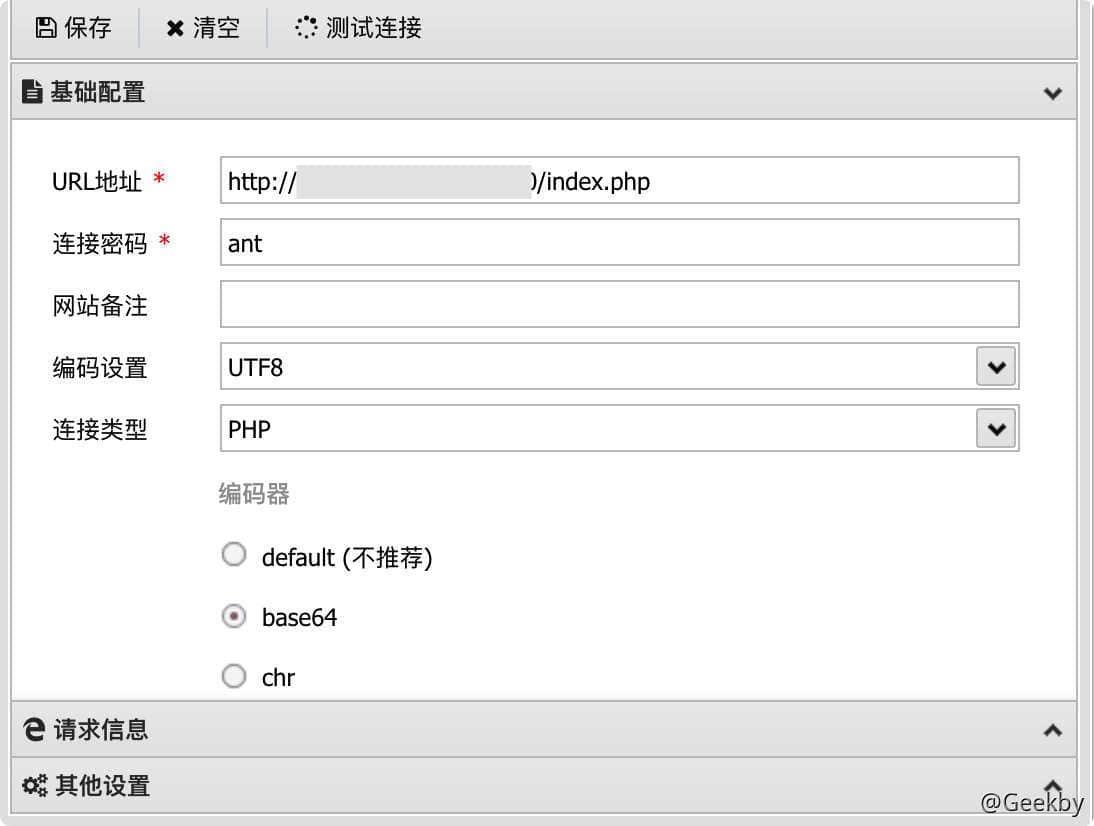 保存 清空 测试连接
基础配置
URL地址 * http:// 0/index.php
连接密码 * ant
网站备注
编码设置 UTF8
连接类型 PHP
编码器
default (不推荐)
base64
chr
请求信息
其他设置
@Geekby